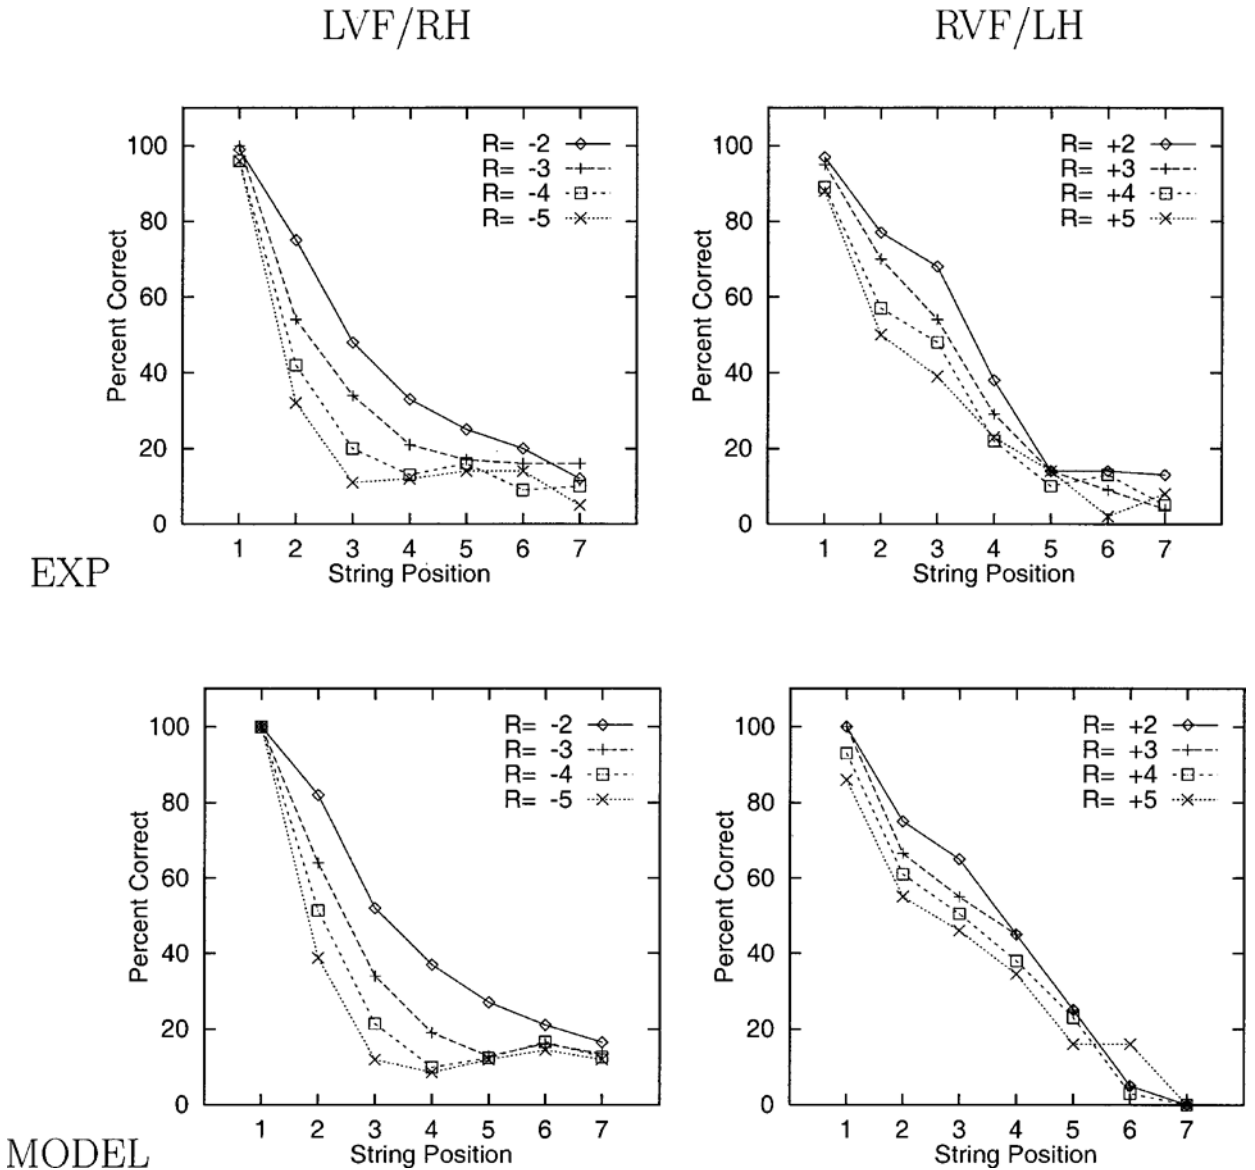 LVF/RH
RVF/LH
R= -2
R= -3
R= -4
R= -5
100
80
60
40
20
0
Percent Correct
1 2 3 4 5 6 7
String Position
R= +2
R= +3
R= +4
R= +5
100
80
60
40
20
0
Percent Correct
1 2 3 4 5 6 7
String Position
EXP
R= -2
R= -3
R= -4
R= -5
100
80
60
40
20
0
Percent Correct
1 2 3 4 5 6 7
String Position
R= +2
R= +3
R= +4
R= +5
100
80
60
40
20
0
Percent Correct
1 2 3 4 5 6 7
String Position
MODEL